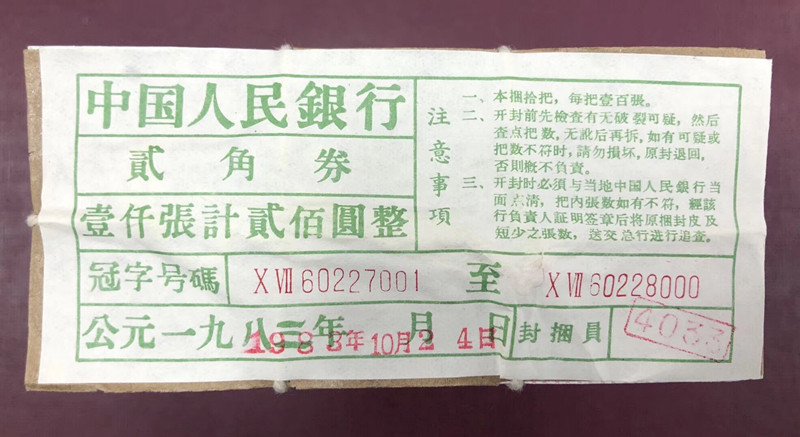 中国人民銀行
貳角券
壹仟張計貳佰圓整
注意事項
一、本捆拾把，每把壹百張。
二、开封前先檢查有无破裂可疑，然后
查点把数，无訛后再拆，如有可疑或
把数不符时，請勿損坏，原封退回，
否則概不負責。
三、开封时必須与当地中国人民銀行当
面点清，把內張数如有不符，經該
行負責人証明签章后将原捆封皮及
短少之張数，送交总行进行追查。
冠字号碼 XⅦ60227001 至 XⅦ60228000
公元一九八三年 月 日 封捆員
1983年10月24日
4033